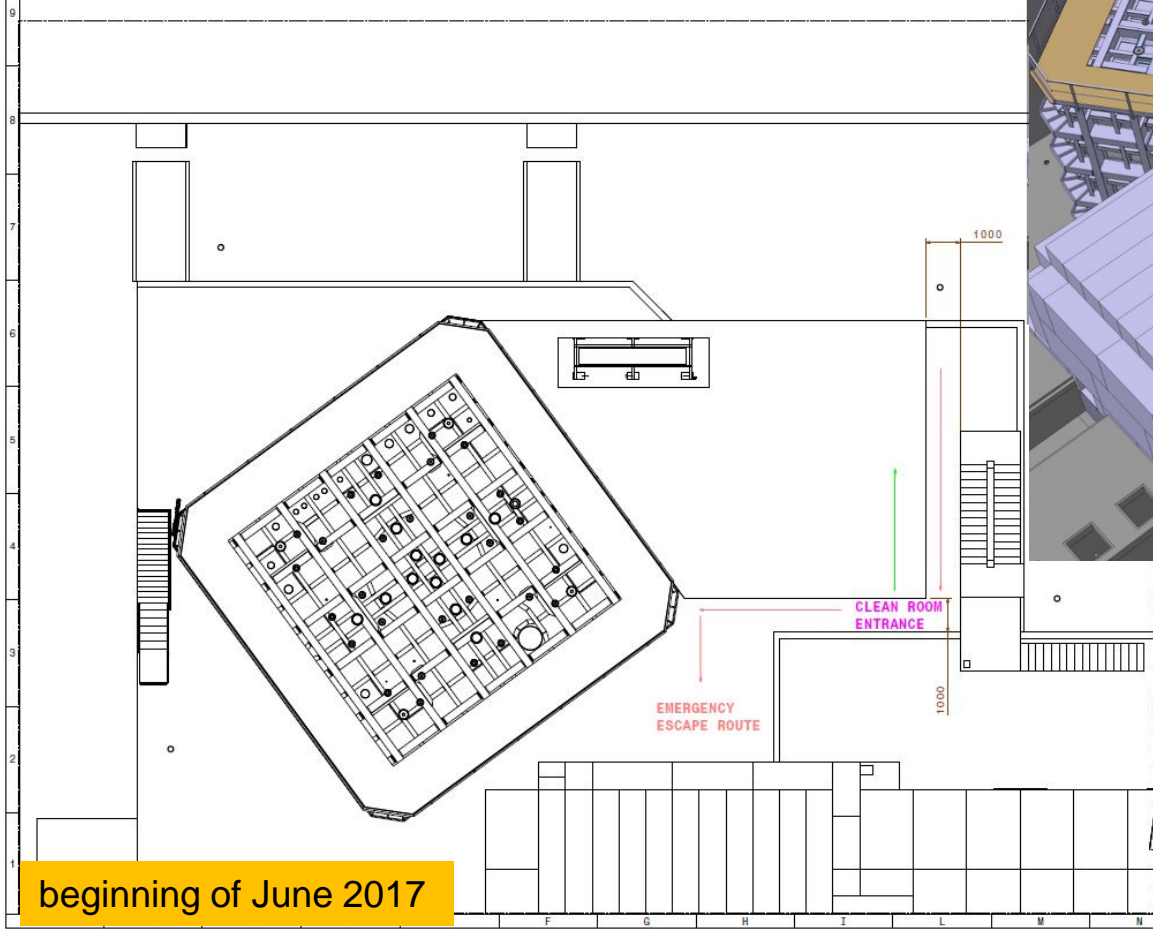 9
8
7
1000
6
5
4
CLEAN ROOM
ENTRANCE
3
1000
EMERGENCY
ESCAPE ROUTE
2
1
beginning of June 2017
F G H I L M N